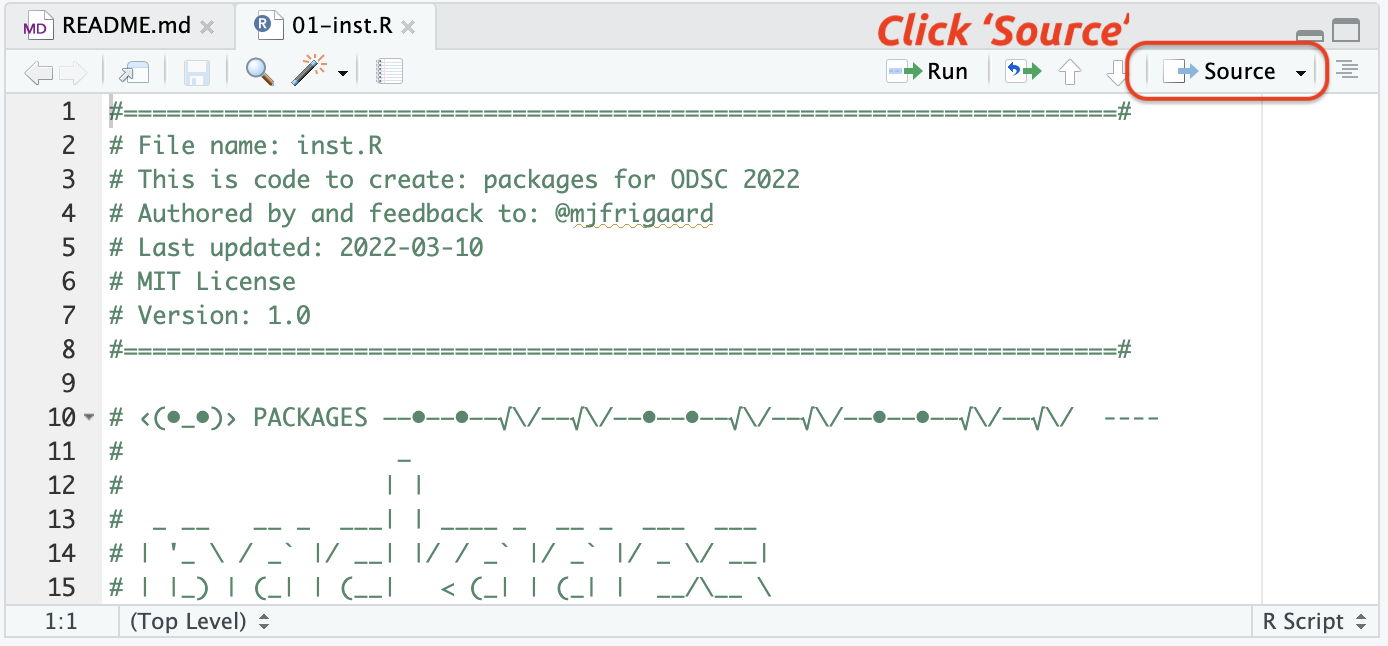 README.md 01-inst.R
Click ‘Source’
Run Source
1 #=====================================================================#
2 # File name: inst.R
3 # This is code to create: packages for ODSC 2022
4 # Authored by and feedback to: @mjfrigaard
5 # Last updated: 2022-03-10
6 # MIT License
7 # Version: 1.0
8 #=====================================================================#
9
10 # <(●_●)> PACKAGES ––●––●––√\/––√\/––●––●––√\/––√\/––●––●––√\/––√\/  ----
11 #                   _
12 #                  | |
13 #  _ __   __ _  ___| | ____ _  __ _  ___  ___
14 # | '_ \ / _` |/ __| |/ / _` |/ _` |/ _ \/ __|
15 # | |_) | (_| | (__|   < (_| | (_| |  __/\__ \
1:1 (Top Level) R Script